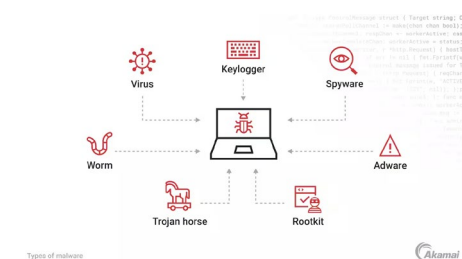 Keylogger
Virus
Spyware
Worm
Adware
Trojan horse
Rootkit
Types of malware
Akamai